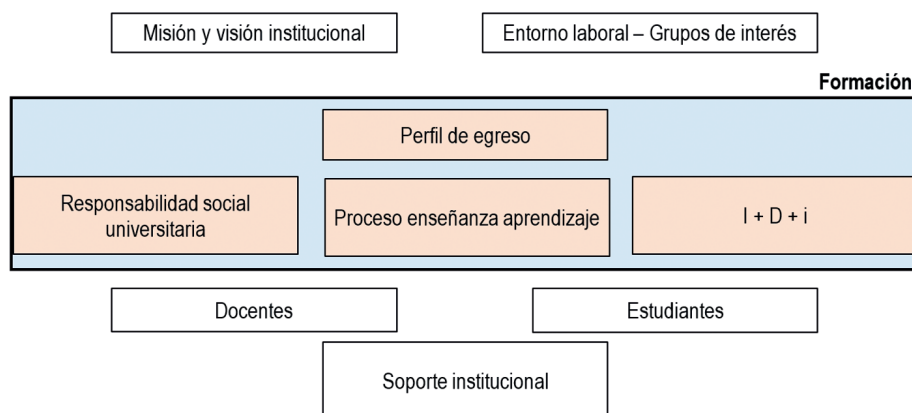 Misión y visión institucional
Entorno laboral – Grupos de interés
Formación
Perfil de egreso
Responsabilidad social
universitaria
Proceso enseñanza aprendizaje
I + D + i
Docentes
Estudiantes
Soporte institucional